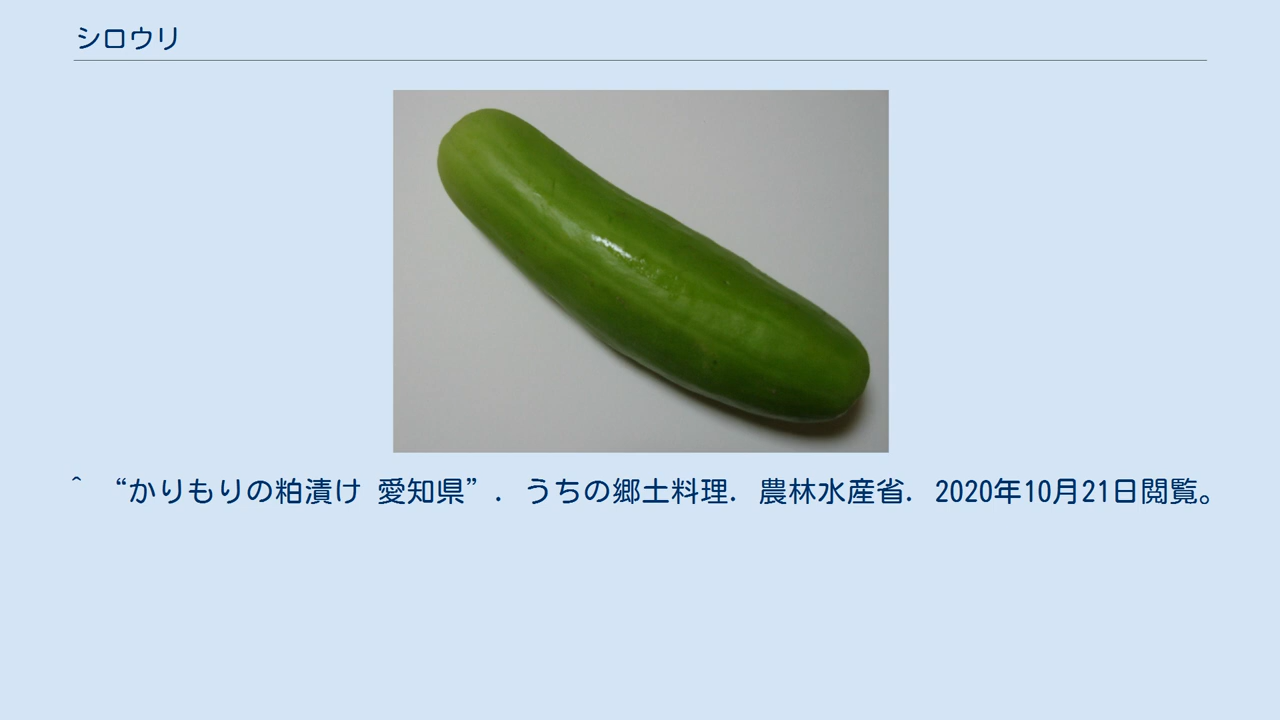 シロウリ
^ “かりもりの粕漬け 愛知県”. うちの郷土料理. 農林水産省. 2020年10月21日閲覧。